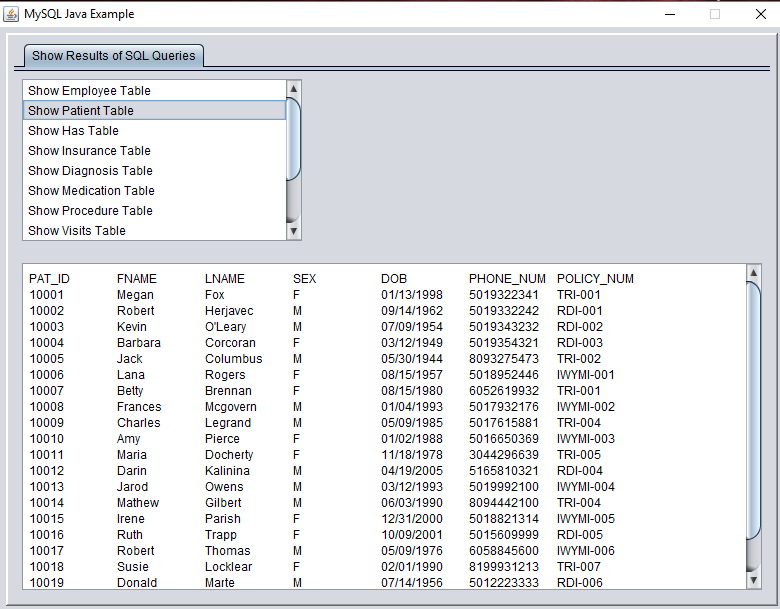 MySQL Java Example
Show Results of SQL Queries
Show Employee Table
Show Patient Table
Show Has Table
Show Insurance Table
Show Diagnosis Table
Show Medication Table
Show Procedure Table
Show Visits Table
PAT_ID FNAME LNAME SEX DOB PHONE_NUM POLICY_NUM
10001 Megan Fox F 01/13/1998 5019322341 TRI-001
10002 Robert Herjavec M 09/14/1962 5019332242 RDI-001
10003 Kevin O'Leary M 07/09/1954 5019343232 RDI-002
10004 Barbara Corcoran F 03/12/1949 5019354321 RDI-003
10005 Jack Columbus M 05/30/1944 8093275473 TRI-002
10006 Lana Rogers F 08/15/1957 5018952446 IWYMI-001
10007 Betty Brennan F 08/15/1980 6052619932 TRI-001
10008 Frances Mcgovern M 01/04/1993 5017932176 IWYMI-002
10009 Charles Legrand M 05/09/1985 5017615881 TRI-004
10010 Amy Pierce F 01/02/1988 5016650369 IWYMI-003
10011 Maria Docherty F 11/18/1978 3044296639 TRI-005
10012 Darin Kalinina M 04/19/2005 5165810321 RDI-004
10013 Jarod Owens M 03/12/1993 5019992100 IWYMI-004
10014 Mathew Gilbert M 06/03/1990 8094442100 TRI-004
10015 Irene Parish F 12/31/2000 5018821314 IWYMI-005
10016 Ruth Trapp F 10/09/2001 5015609999 RDI-005
10017 Robert Thomas M 05/09/1976 6058845600 IWYMI-006
10018 Susie Locklear F 02/01/1990 8199931213 TRI-007
10019 Donald Marte M 07/14/1956 5012223333 RDI-006